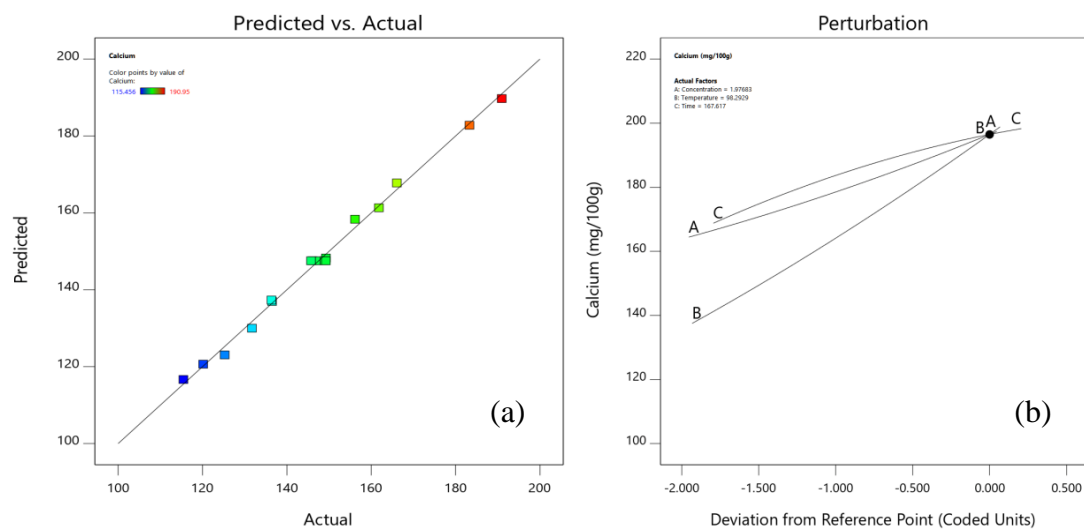 Predicted vs. Actual
Calcium
Color points by value of
Calcium:
115.456 190.95
200
180
160
140
120
100
Predicted
100 120 140 160 180 200
Actual
(a)
Perturbation
Calcium (mg/100g)
Actual Factors
A: Concentration = 1.97683
B: Temperature = 98.2929
C: Time = 167.617
220
200
180
160
140
120
100
Calcium (mg/100g)
B A C
C
A
B
-2.000 -1.500 -1.000 -0.500 0.000 0.500
Deviation from Reference Point (Coded Units)
(b)